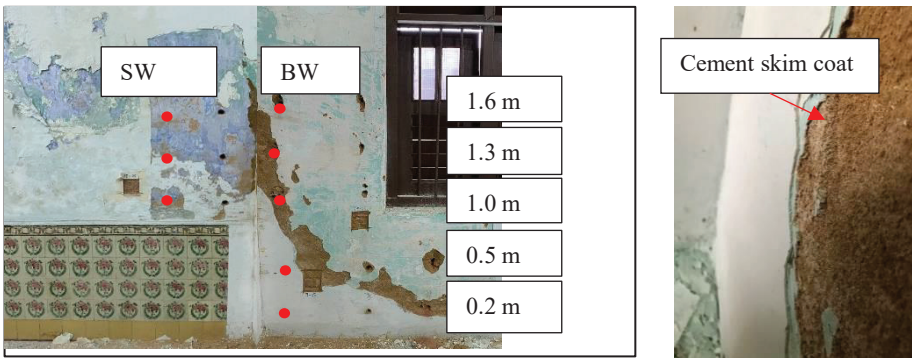 SW
BW
1.6 m
1.3 m
1.0 m
0.5 m
0.2 m
Cement skim coat